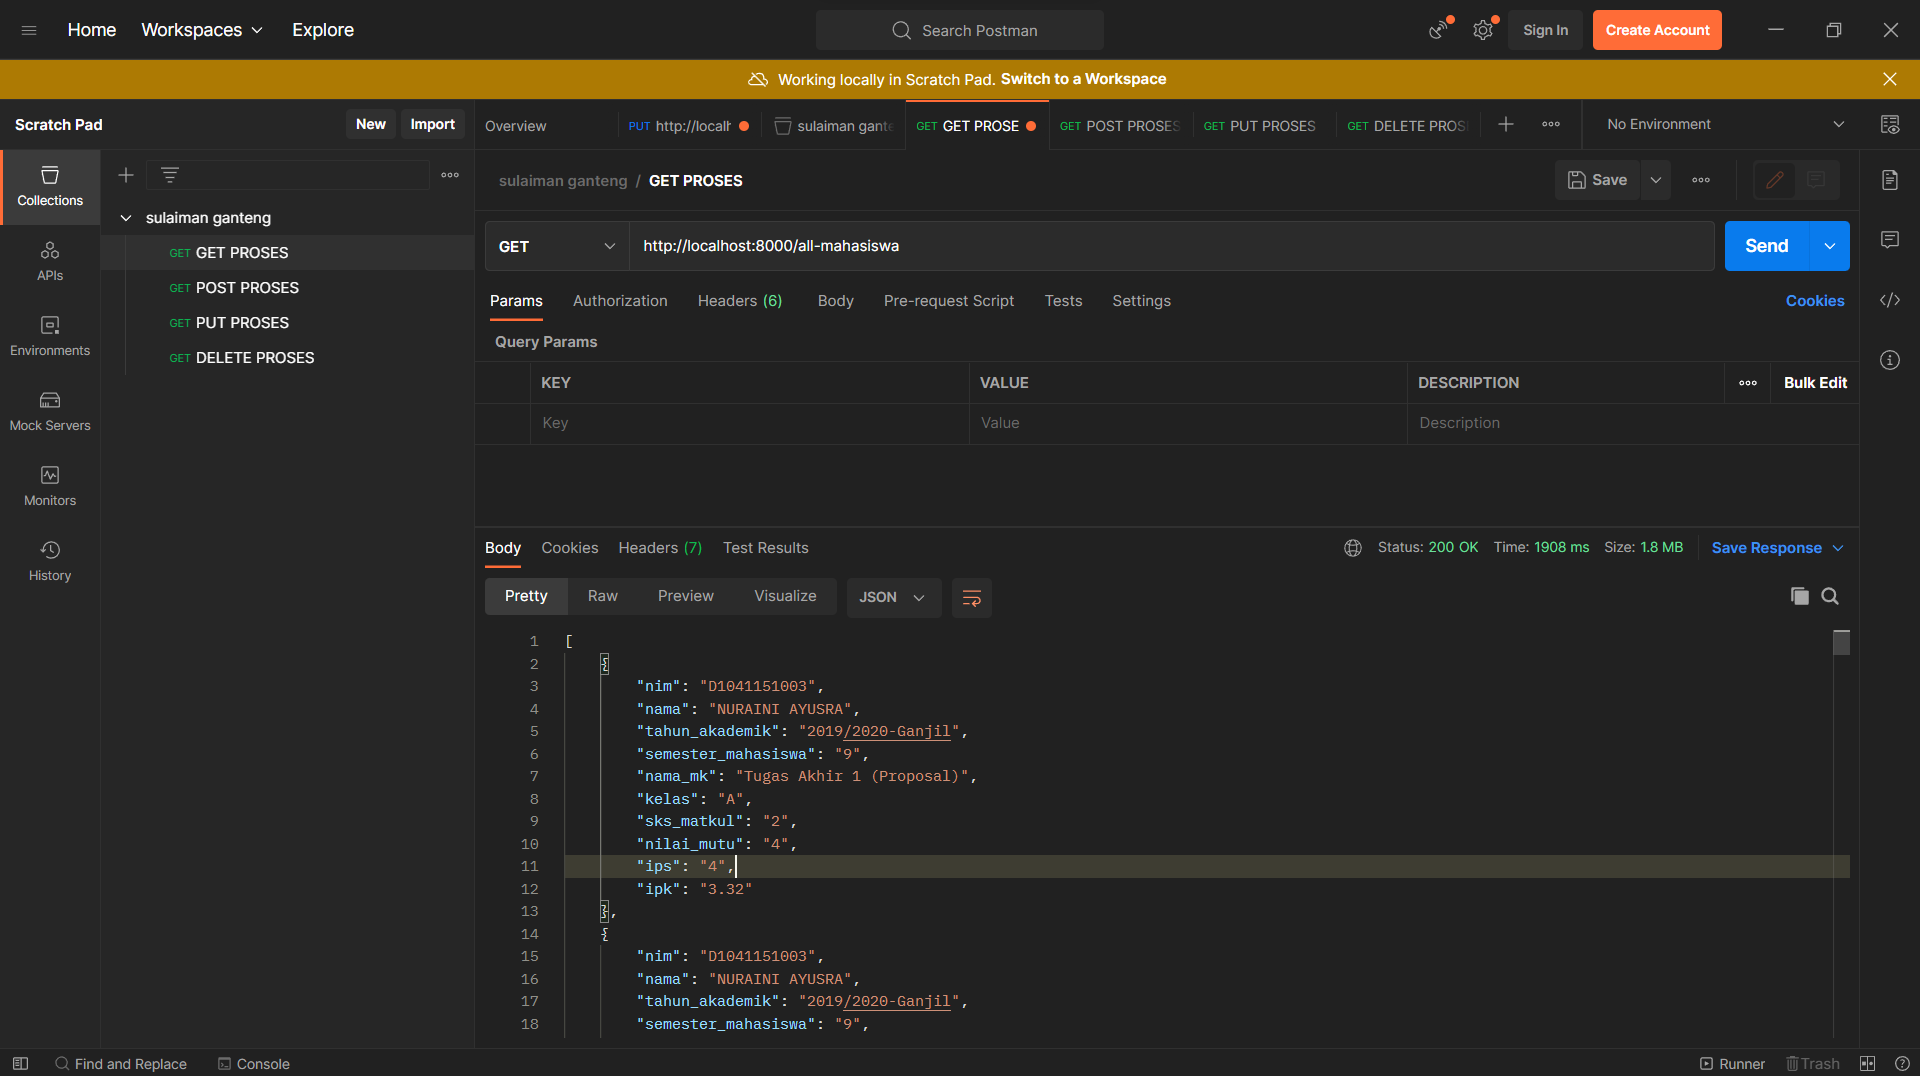 Home Workspaces Explore Search Postman Sign In Create Account
Working locally in Scratch Pad. Switch to a Workspace
Scratch Pad New Import Overview PUT http://localh sulaiman gante GET GET PROSE GET POST PROSES GET PUT PROSES GET DELETE PROS No Environment
Collections
APIs
Environments
Mock Servers
Monitors
History
sulaiman ganteng
GET GET PROSES
GET POST PROSES
GET PUT PROSES
GET DELETE PROSES
sulaiman ganteng / GET PROSES Save
GET http://localhost:8000/all-mahasiswa Send
Params Authorization Headers (6) Body Pre-request Script Tests Settings Cookies
Query Params
KEY VALUE DESCRIPTION Bulk Edit
Key Value Description
Body Cookies Headers (7) Test Results Status: 200 OK Time: 1908 ms Size: 1.8 MB Save Response
Pretty Raw Preview Visualize JSON
1 [
2 {
3 "nim": "D1041151003",
4 "nama": "NURAINI AYUSRA",
5 "tahun_akademik": "2019/2020-Ganjil",
6 "semester_mahasiswa": "9",
7 "nama_mk": "Tugas Akhir 1 (Proposal)",
8 "kelas": "A",
9 "sks_matkul": "2",
10 "nilai_mutu": "4",
11 "ips": "4",
12 "ipk": "3.32"
13 },
14 {
15 "nim": "D1041151003",
16 "nama": "NURAINI AYUSRA",
17 "tahun_akademik": "2019/2020-Ganjil",
18 "semester_mahasiswa": "9",
Find and Replace Console Runner Trash